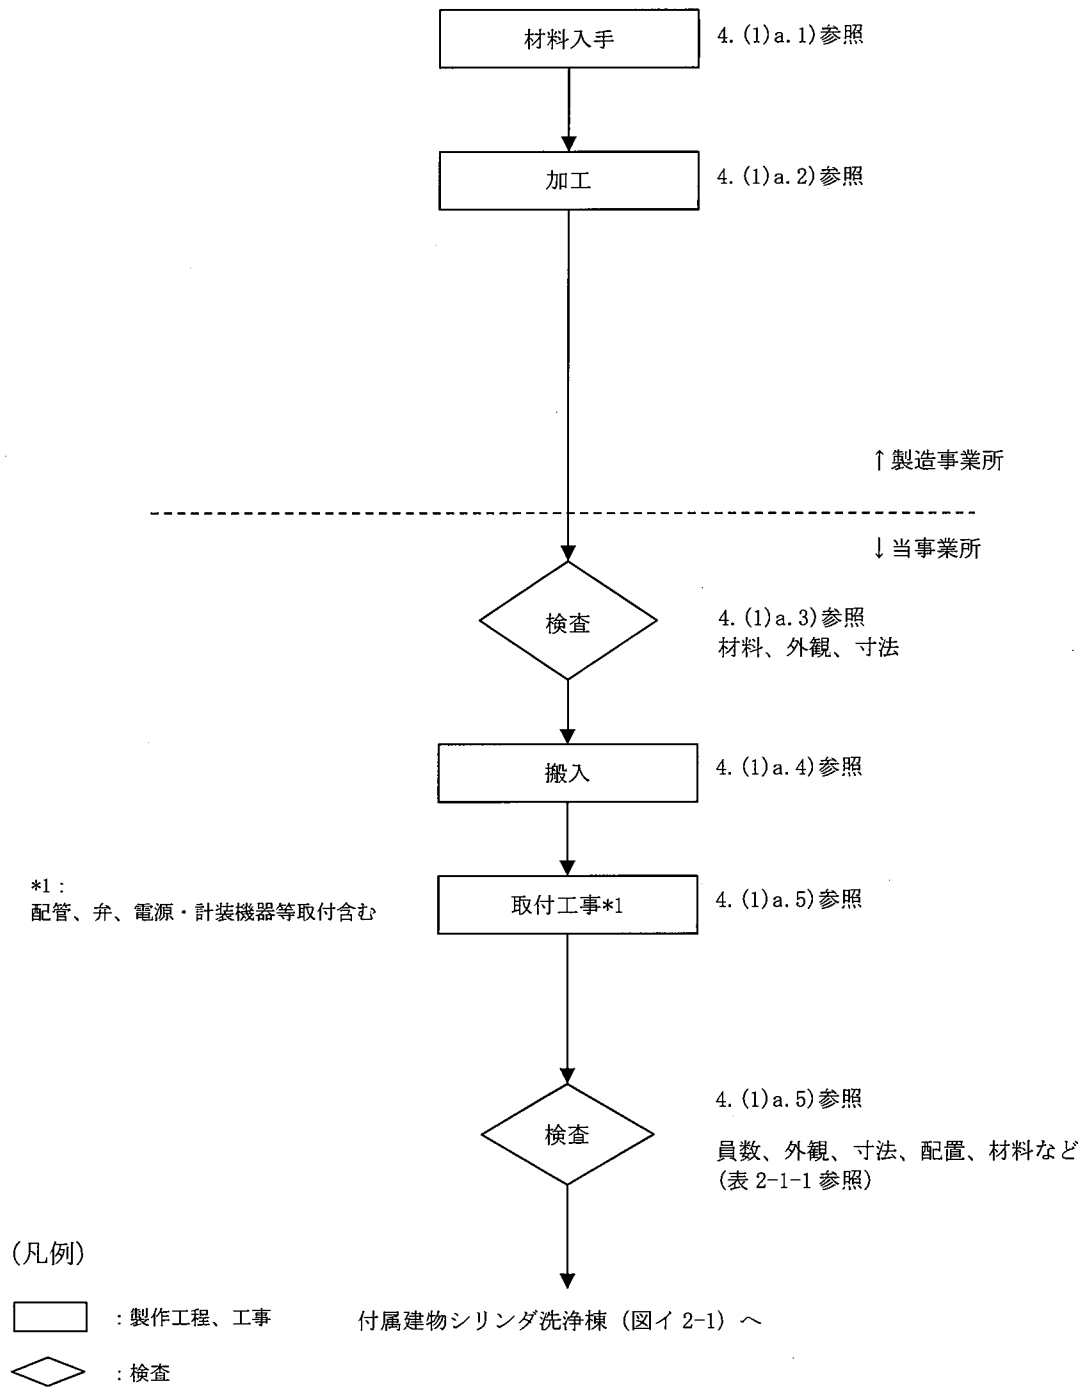 材料入手
4.(1)a.1)参照
加工
4.(1)a.2)参照
↑製造事業所
↓当事業所
検査
4.(1)a.3)参照
材料、外観、寸法
搬入
4.(1)a.4)参照
*1：
配管、弁、電源・計装機器等取付含む
取付工事*1
4.(1)a.5)参照
検査
4.(1)a.5)参照
員数、外観、寸法、配置、材料など
(表 2-1-1 参照)
(凡例)
：製作工程、工事
付属建物シリンダ洗浄棟（図イ 2-1）へ
：検査